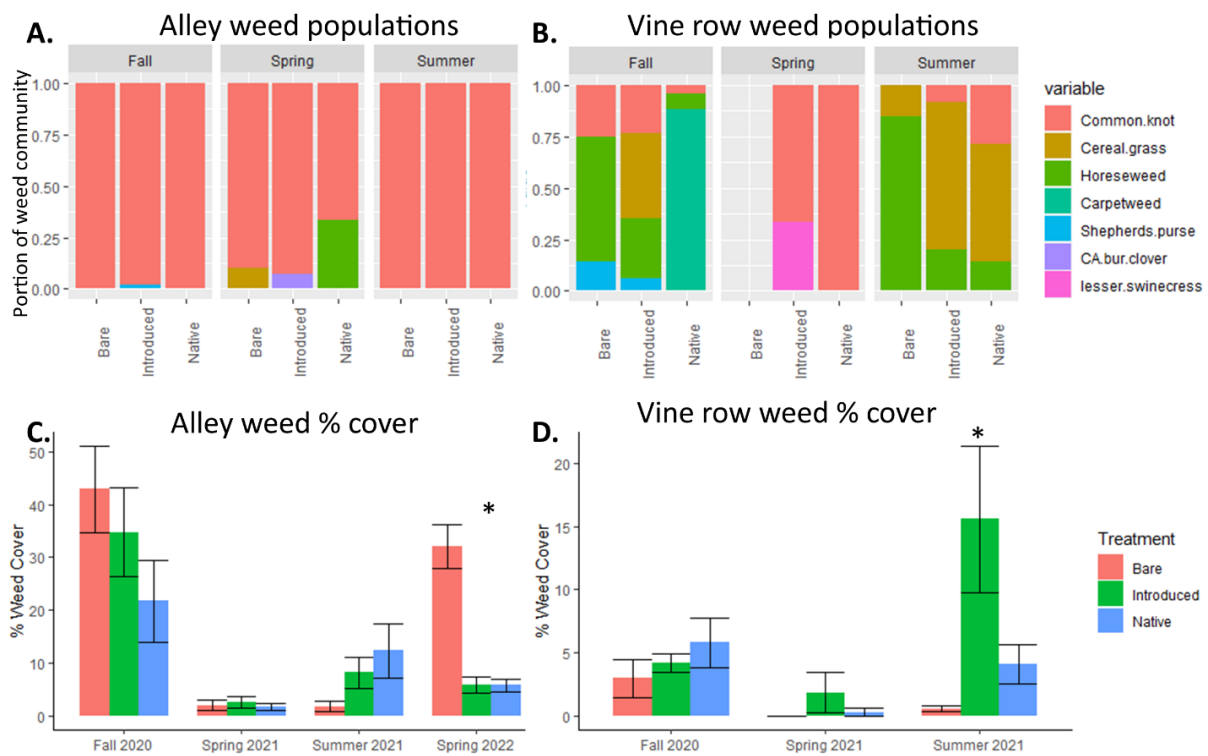 A.
Alley weed populations
Fall
Spring
Summer
Portion of weed community
1.00
0.75
0.50
0.25
0.00
Bare
Introduced
Native
Bare
Introduced
Native
Bare
Introduced
Native
B.
Vine row weed populations
Fall
Spring
Summer
1.00
0.75
0.50
0.25
0.00
Bare
Introduced
Native
Bare
Introduced
Native
Bare
Introduced
Native
variable
Common.knot
Cereal.grass
Horeseweed
Carpetweed
Shepherds.purse
CA.bur.clover
lesser.swinecress
C.
Alley weed % cover
% Weed Cover
50
40
30
20
10
0
*
Fall 2020
Spring 2021
Summer 2021
Spring 2022
D.
Vine row weed % cover
% Weed Cover
20
15
10
5
0
*
Fall 2020
Spring 2021
Summer 2021
Treatment
Bare
Introduced
Native